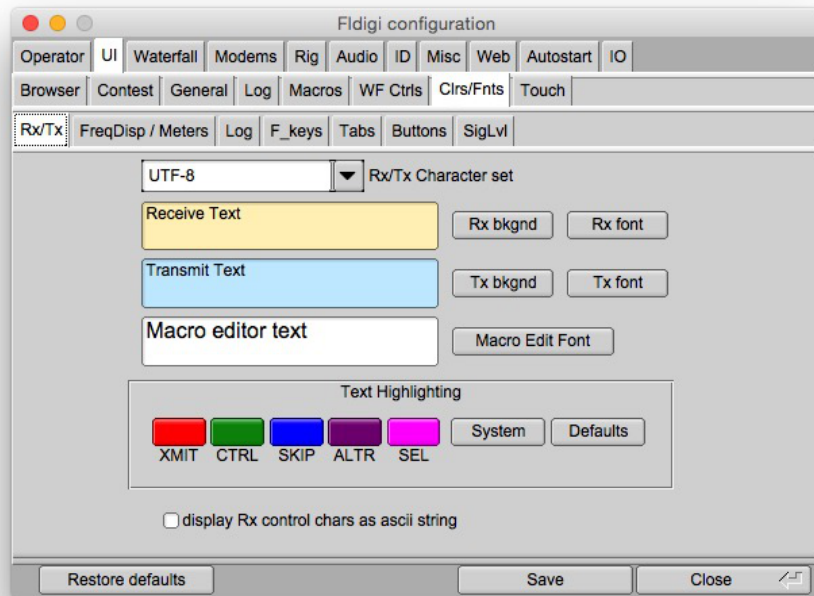 Fldigi configuration
Operator UI Waterfall Modems Rig Audio ID Misc Web Autostart IO
Browser Contest General Log Macros WF Ctrls Clrs/Fnts Touch
Rx/Tx FreqDisp / Meters Log F_keys Tabs Buttons SigLvl
UTF-8 Rx/Tx Character set
Receive Text Rx bkgnd Rx font
Transmit Text Tx bkgnd Tx font
Macro editor text Macro Edit Font
Text Highlighting
System Defaults
XMIT CTRL SKIP ALTR SEL
display Rx control chars as ascii string
Restore defaults Save Close